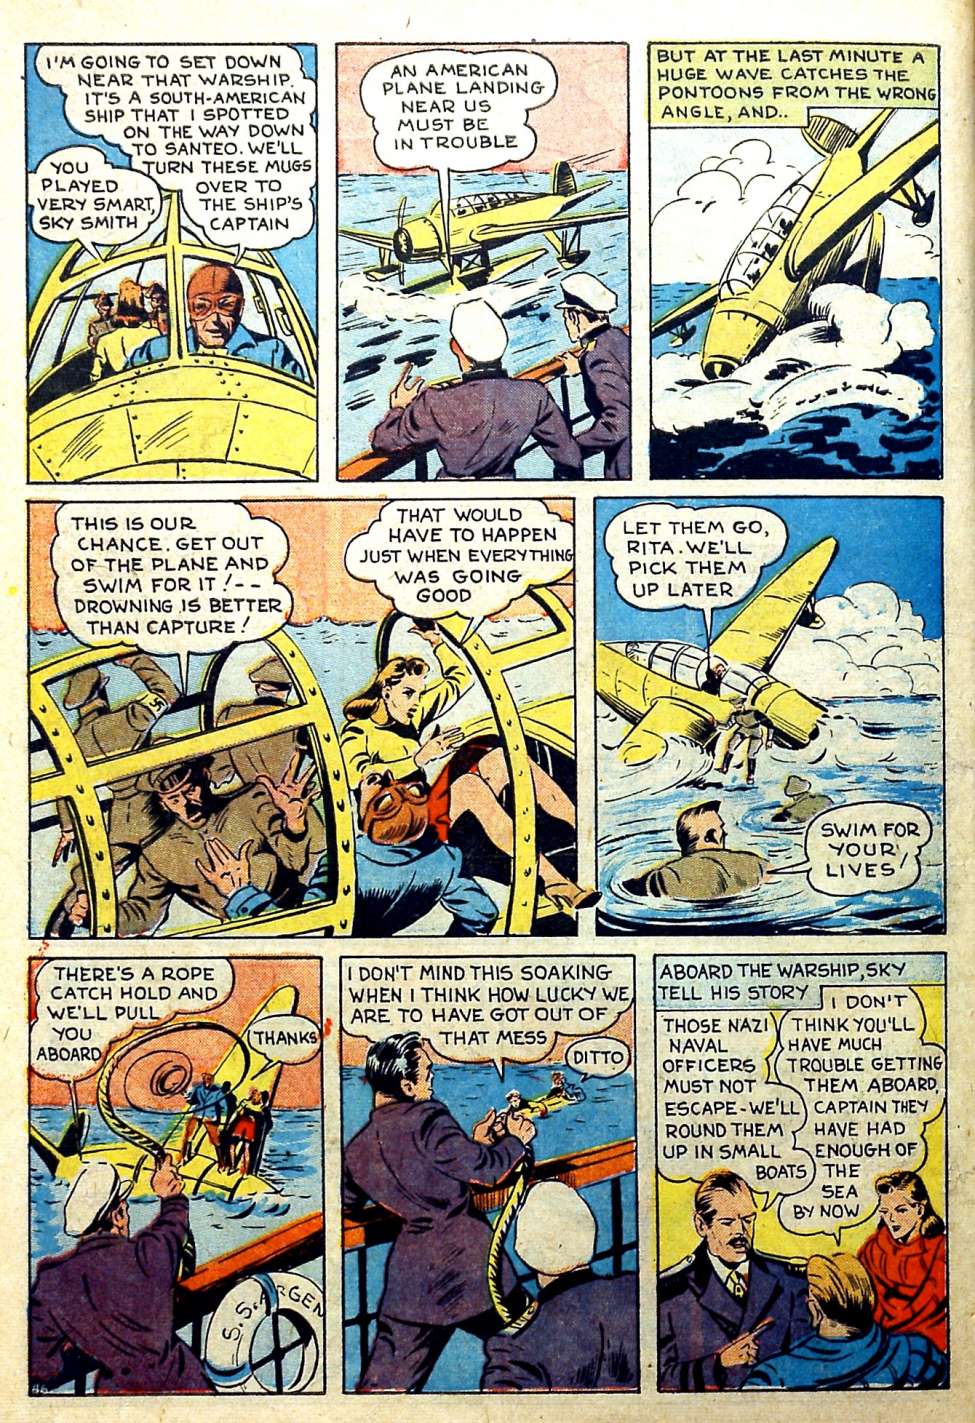 I'M GOING TO SET DOWN
NEAR THAT WARSHIP.
IT'S A SOUTH-AMERICAN
SHIP THAT I SPOTTED
ON THE WAY DOWN
TO SANTEO. WE'LL
TURN THESE MUGS
OVER TO
THE SHIP'S
CAPTAIN
YOU
PLAYED
VERY SMART,
SKY SMITH
AN AMERICAN
PLANE LANDING
NEAR US
MUST BE
IN TROUBLE
BUT AT THE LAST MINUTE A
HUGE WAVE CATCHES THE
PONTOONS FROM THE WRONG
ANGLE, AND..
THIS IS OUR
CHANCE. GET OUT
OF THE PLANE AND
SWIM FOR IT!--
DROWNING IS BETTER
THAN CAPTURE!
THAT WOULD
HAVE TO HAPPEN
JUST WHEN EVERYTHING
WAS GOING
GOOD
LET THEM GO,
RITA. WE'LL
PICK THEM
UP LATER
SWIM FOR
YOUR
LIVES!
THERE'S A ROPE
CATCH HOLD AND
WE'LL PULL
YOU
ABOARD
THANKS
S.S. ARGEN
I DON'T MIND THIS SOAKING
WHEN I THINK HOW LUCKY WE
ARE TO HAVE GOT OUT OF
THAT MESS
DITTO
ABOARD THE WARSHIP, SKY
TELL HIS STORY
THOSE NAZI
NAVAL
OFFICERS
MUST NOT
ESCAPE-WE'LL
ROUND THEM
UP IN SMALL
BOATS
I DON'T
THINK YOU'LL
HAVE MUCH
TROUBLE GETTING
THEM ABOARD,
CAPTAIN THEY
HAVE HAD
ENOUGH OF
THE
SEA
BY NOW